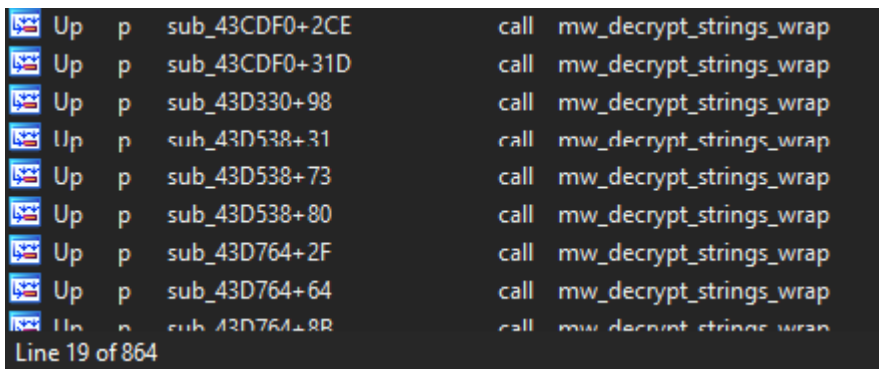 Up p sub_43CDF0+2CE call mw_decrypt_strings_wrap
Up p sub_43CDF0+31D call mw_decrypt_strings_wrap
Up p sub_43D330+98 call mw_decrypt_strings_wrap
Up p sub_43D538+31 call mw_decrypt_strings_wrap
Up p sub_43D538+73 call mw_decrypt_strings_wrap
Up p sub_43D538+80 call mw_decrypt_strings_wrap
Up p sub_43D764+2F call mw_decrypt_strings_wrap
Up p sub_43D764+64 call mw_decrypt_strings_wrap
Up p sub_43D764+8B call mw_decrypt_strings_wrap
Line 19 of 864